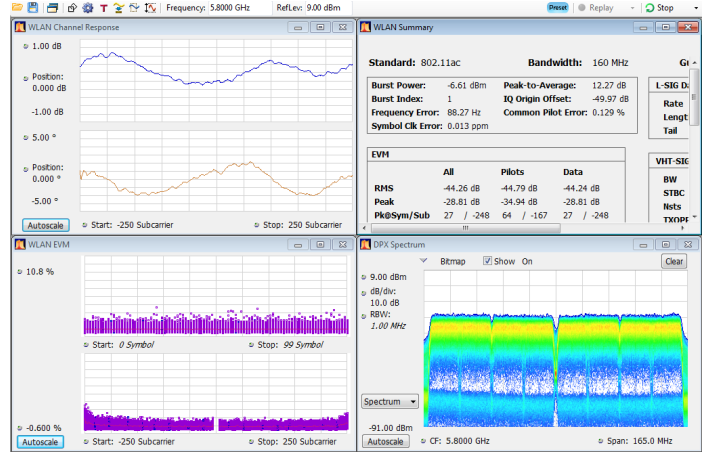 Frequency: 5.8000 GHz RefLev: 9.00 dBm Preset Replay Stop
WLAN Channel Response
1.00 dB
Position:
0.000 dB
-1.00 dB
5.00 °
Position:
0.000 °
-5.00 °
Autoscale Start: -250 Subcarrier Stop: 250 Subcarrier
WLAN Summary
Standard: 802.11ac Bandwidth: 160 MHz Gu
Burst Power: -6.61 dBm Peak-to-Average: 12.27 dB
Burst Index: 1 IQ Origin Offset: -49.97 dB
Frequency Error: 88.27 Hz Common Pilot Error: 0.129 %
Symbol Clk Error: 0.013 ppm
L-SIG D
Rate
Lengt
Tail
EVM
All Pilots Data
RMS -44.26 dB -44.79 dB -44.24 dB
Peak -28.81 dB -34.94 dB -28.81 dB
Pk@Sym/Sub 27 / -248 64 / -167 27 / -248
VHT-SIG
BW
STBC
Nsts
TXOPP
WLAN EVM
10.8 %
Start: 0 Symbol Stop: 99 Symbol
-0.600 %
Autoscale Start: -250 Subcarrier Stop: 250 Subcarrier
DPX Spectrum
Bitmap Show On Clear
9.00 dBm
dB/div:
10.0 dB
RBW:
1.00 MHz
Spectrum
-91.00 dBm
Autoscale CF: 5.8000 GHz Span: 165.0 MHz